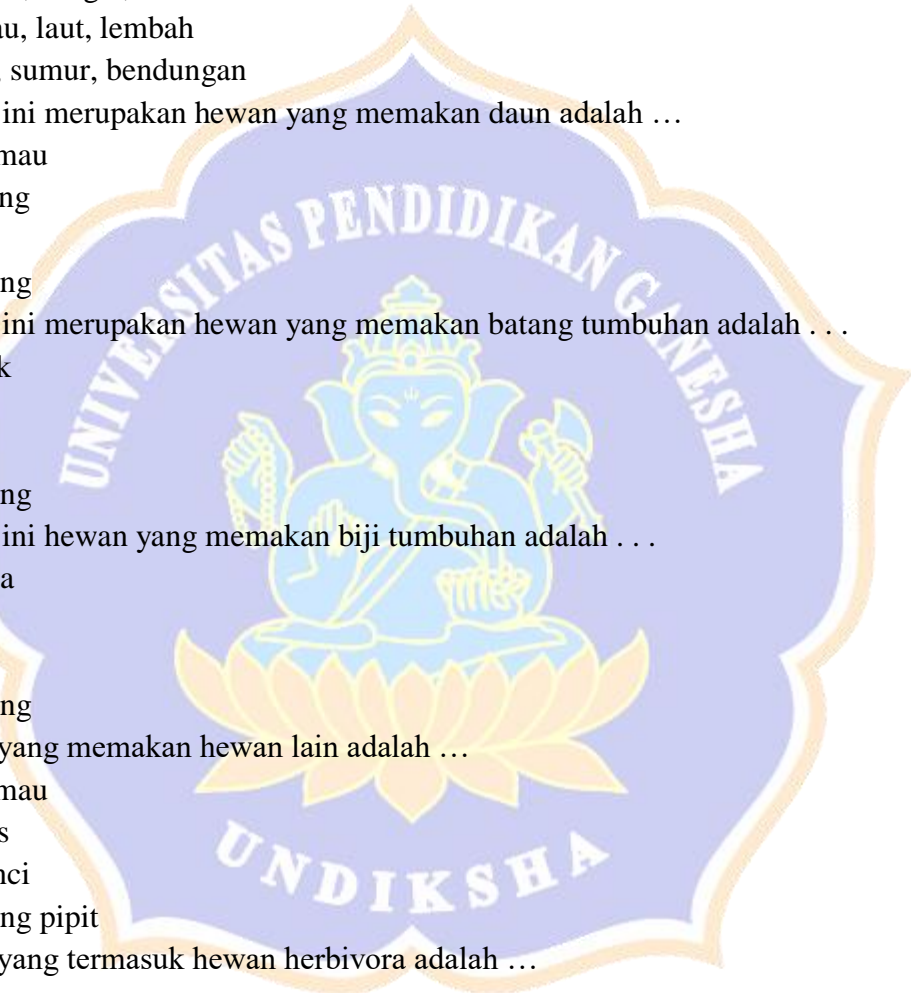 au, laut, lembah
, sumur, bendungan
ini merupakan hewan yang memakan daun adalah …
mau
ng
ng
ini merupakan hewan yang memakan batang tumbuhan adalah . . .
k
ng
ini hewan yang memakan biji tumbuhan adalah . . .
a
ng
yang memakan hewan lain adalah …
mau
s
nci
ng pipit
yang termasuk hewan herbivora adalah …
UNIVERSITAS PENDIDIKAN GANESHA
UNDIKSHA